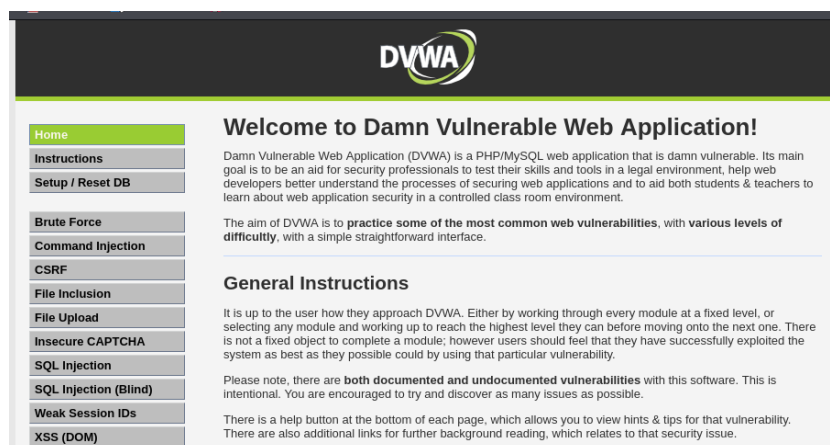 DVWA
Home
Instructions
Setup / Reset DB
Brute Force
Command Injection
CSRF
File Inclusion
File Upload
Insecure CAPTCHA
SQL Injection
SQL Injection (Blind)
Weak Session IDs
XSS (DOM)
Welcome to Damn Vulnerable Web Application!
Damn Vulnerable Web Application (DVWA) is a PHP/MySQL web application that is damn vulnerable. Its main
goal is to be an aid for security professionals to test their skills and tools in a legal environment, help web
developers better understand the processes of securing web applications and to aid both students & teachers to
learn about web application security in a controlled class room environment.
The aim of DVWA is to practice some of the most common web vulnerabilities, with various levels of
difficultly, with a simple straightforward interface.
General Instructions
It is up to the user how they approach DVWA. Either by working through every module at a fixed level, or
selecting any module and working up to reach the highest level they can before moving onto the next one. There
is not a fixed object to complete a module; however users should feel that they have successfully exploited the
system as best as they possible could by using that particular vulnerability.
Please note, there are both documented and undocumented vulnerabilities with this software. This is
intentional. You are encouraged to try and discover as many issues as possible.
There is a help button at the bottom of each page, which allows you to view hints & tips for that vulnerability.
There are also additional links for further background reading, which relates to that security issue.